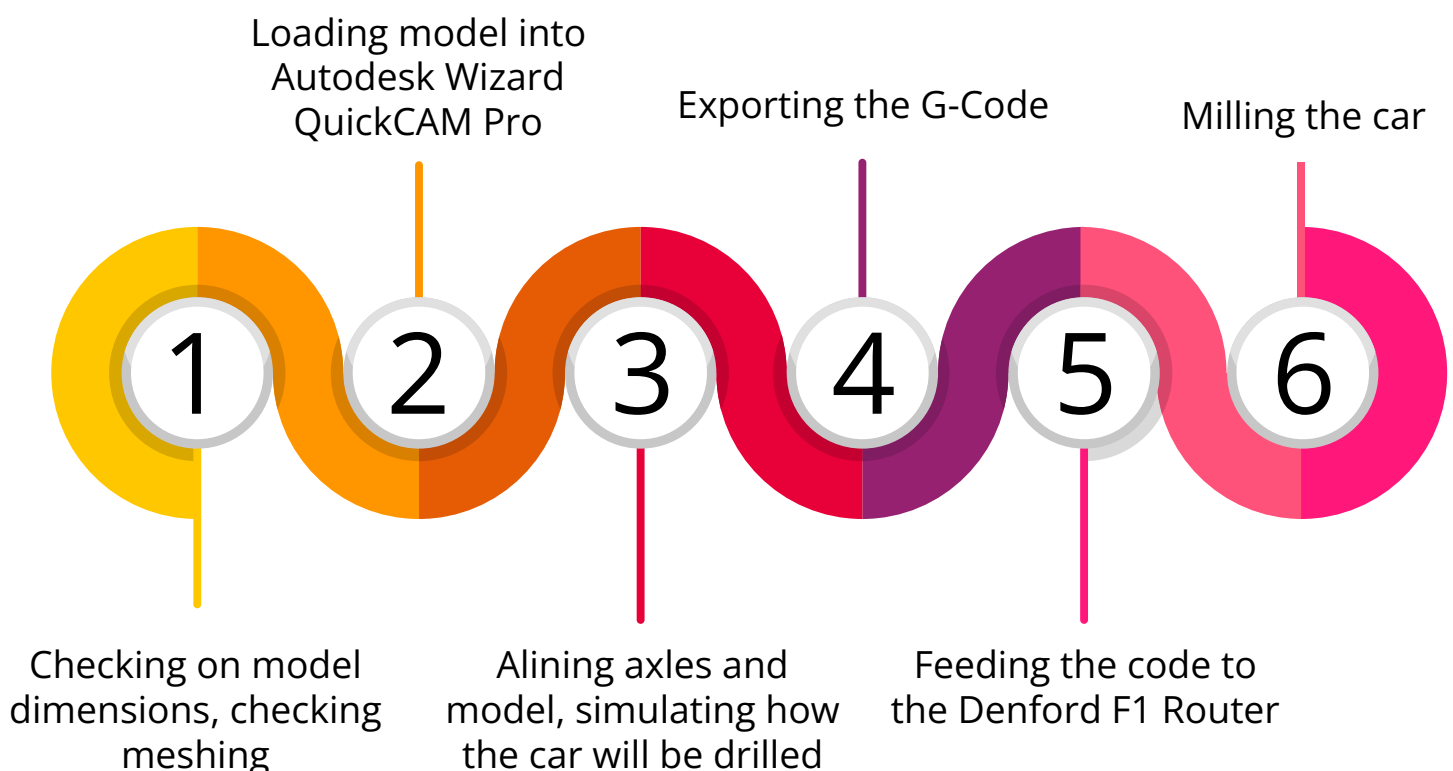 Loading model into
Autodesk Wizard
QuickCAM Pro
Exporting the G-Code
Milling the car
1
2
3
4
5
6
Checking on model
dimensions, checking
meshing
Alining axles and
model, simulating how
the car will be drilled
Feeding the code to
the Denford F1 Router